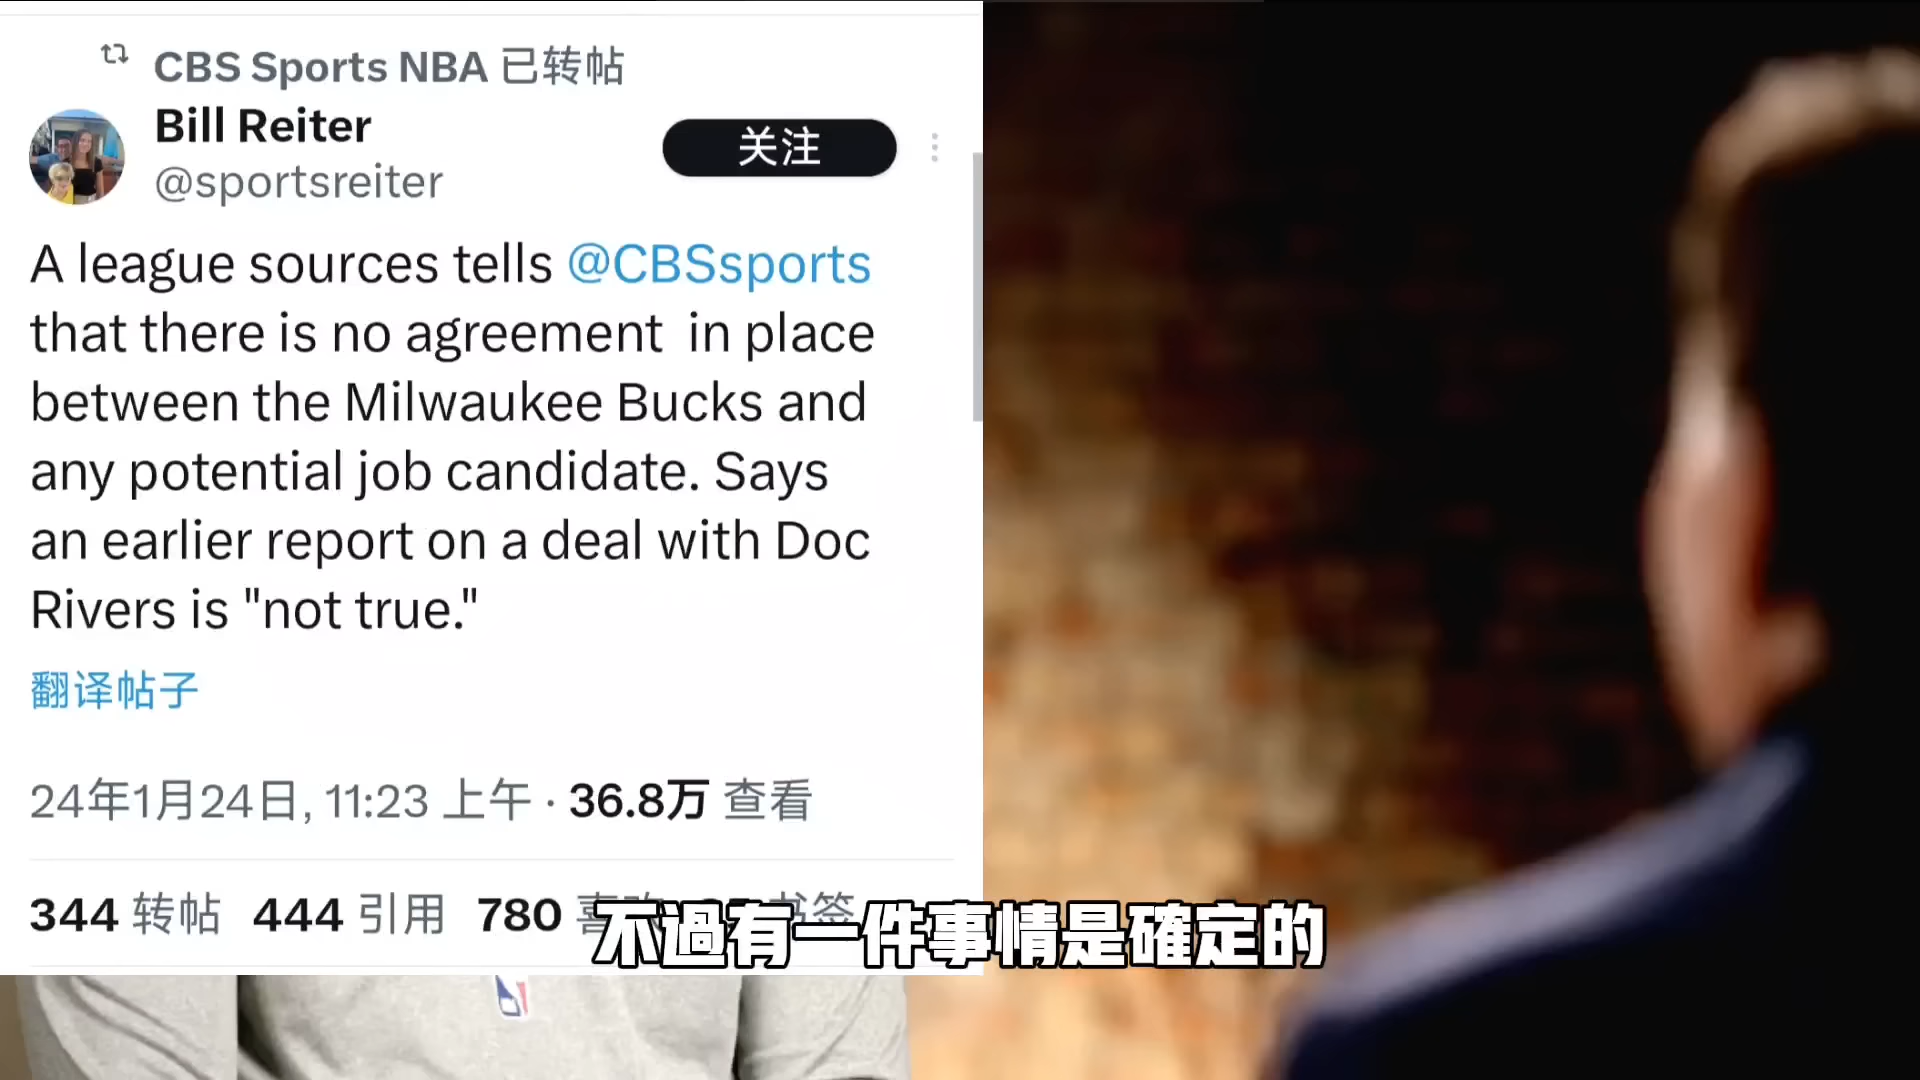 CBS Sports NBA 已转帖
Bill Reiter
关注
@sportsreiter
A league sources tells @CBSsports
that there is no agreement in place
between the Milwaukee Bucks and
any potential job candidate. Says
an earlier report on a deal with Doc
Rivers is "not true."
翻译帖子
24年1月24日, 11:23 上午 · 36.8万 查看
344 转帖 444 引用 780 喜 书签
不過有一件事情是確定的